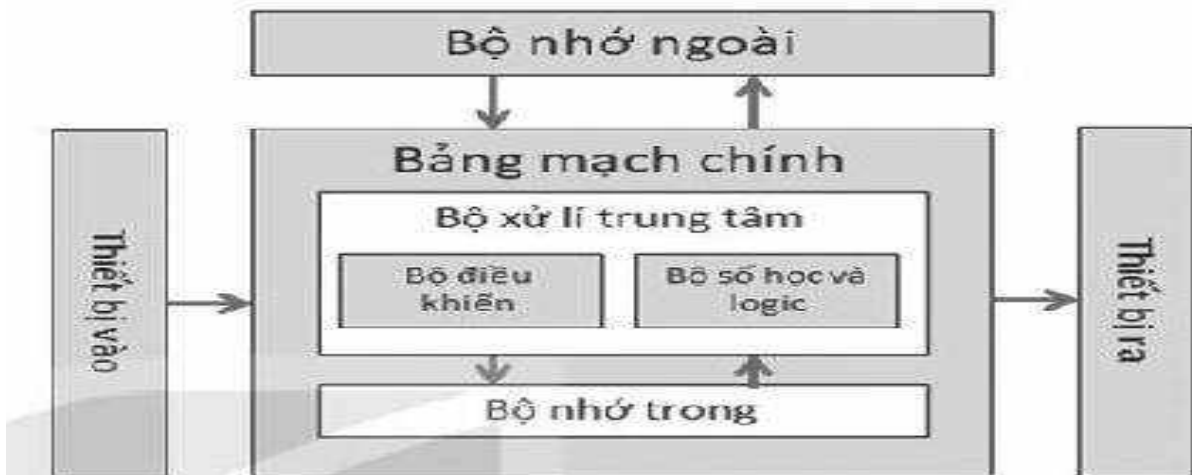 Bộ nhớ ngoài
Bảng mạch chính
Bộ xử lí trung tâm
Bộ điều
khiển
Bộ số học và
logic
Bộ nhớ trong
Thiết bị vào
Thiết bị ra